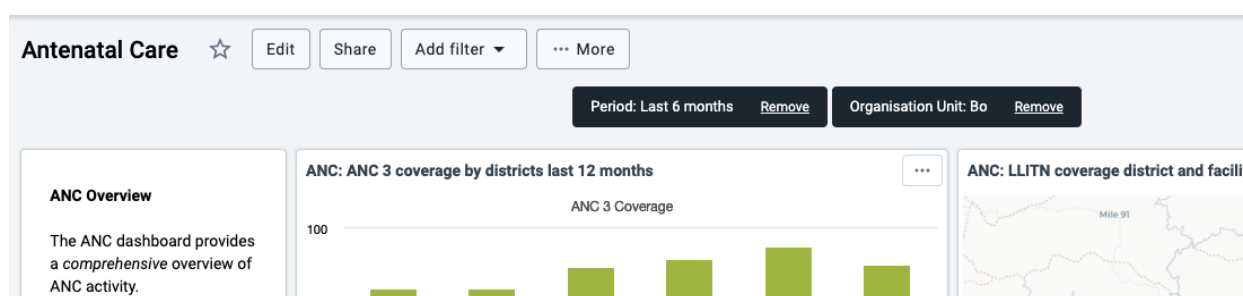 Antenatal Care Edit Share Add filter ··· More
Period: Last 6 months Remove Organisation Unit: Bo Remove
ANC Overview
The ANC dashboard provides
a comprehensive overview of
ANC activity.
ANC: ANC 3 coverage by districts last 12 months ···
ANC 3 Coverage
100
ANC: LLITN coverage district and facili
Mile 91